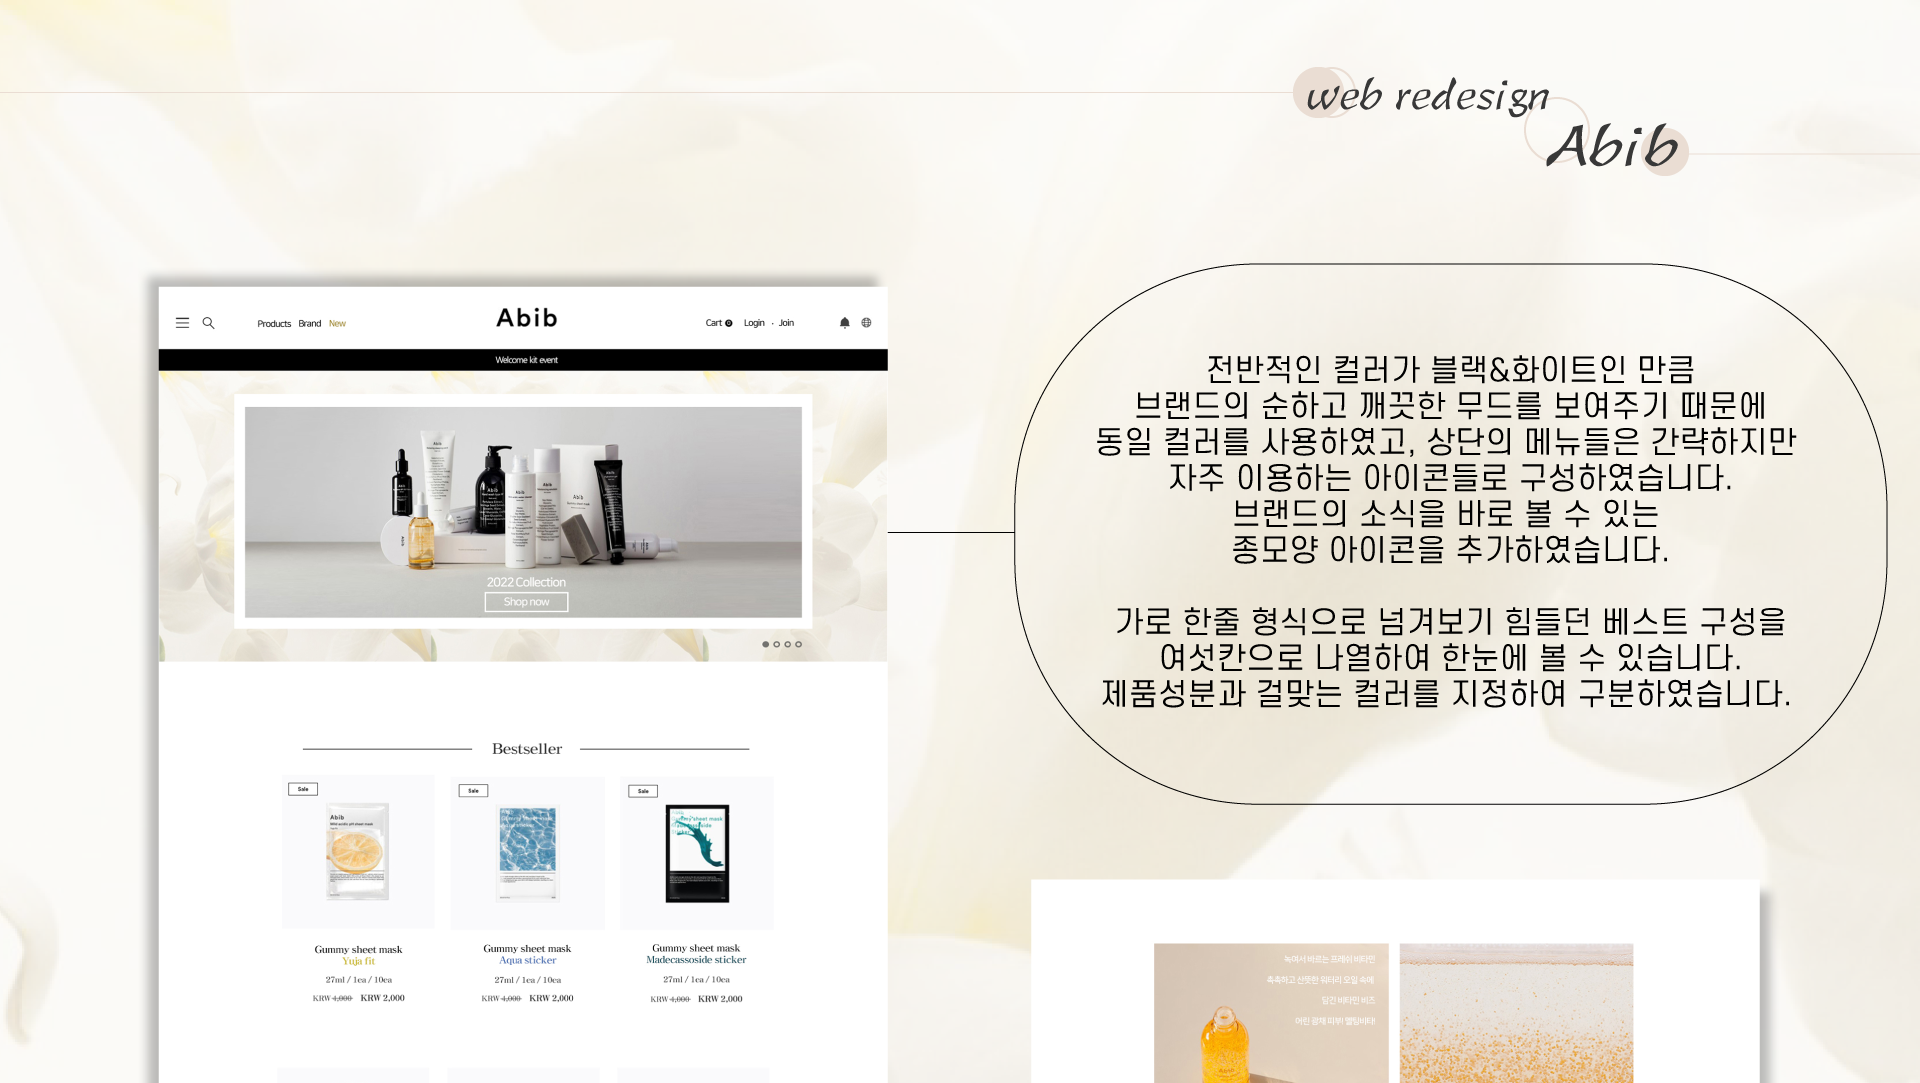 web redesign
Abib
Products Brand New
Abib
Cart 0 Login · Join
Welcome kit event
2022 Collection
Shop now
전반적인 컬러가 블랙&화이트인 만큼
브랜드의 순하고 깨끗한 무드를 보여주기 때문에
동일 컬러를 사용하였고, 상단의 메뉴들은 간략하지만
자주 이용하는 아이콘들로 구성하였습니다.
브랜드의 소식을 바로 볼 수 있는
종모양 아이콘을 추가하였습니다.
가로 한줄 형식으로 넘겨보기 힘들던 베스트 구성을
여섯칸으로 나열하여 한눈에 볼 수 있습니다.
제품성분과 걸맞는 컬러를 지정하여 구분하였습니다.
Bestseller
Sale
Abib
Mild acidic pH sheet mask
Gummy sheet mask
Yuja fit
27ml / 1ea / 10ea
KRW 4,000 KRW 2,000
Sale
Gummy sheet mask
Aqua sticker
27ml / 1ea / 10ea
KRW 4,000 KRW 2,000
Sale
Gummy sheet mask
Madecassoside
sticker
Gummy sheet mask
Madecassoside sticker
27ml / 1ea / 10ea
KRW 4,000 KRW 2,000
녹여서 바르는 프레쉬 비타민
촉촉하고 산뜻한 워터리 오일 속에
담긴 비타민 비즈
어린 광채 피부! 멜팅비타!